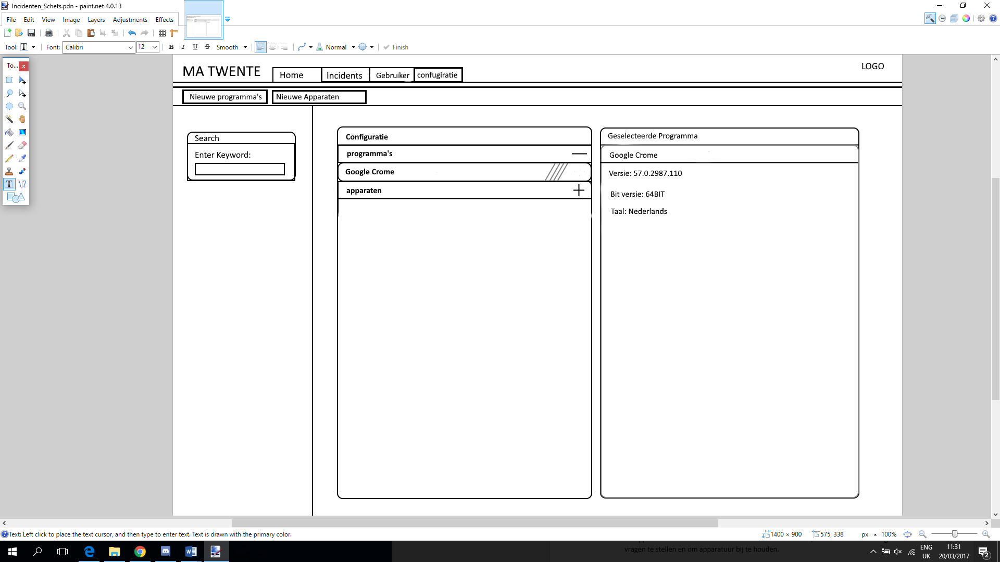 Incidenten_Schets.pdn - paint.net 4.0.13
File Edit View Image Layers Adjustments Effects
Tool: Font: Calibri 12 B I U S Smooth Normal Finish
To... x
MA TWENTE Home Incidents Gebruiker confugiratie LOGO
Nieuwe programma's Nieuwe Apparaten
Search
Enter Keyword:
Configuratie
programma's
Google Crome
apparaten
Geselecteerde Programma
Google Crome
Versie: 57.0.2987.110
Bit versie: 64BIT
Taal: Nederlands
Text: Left click to place the text cursor, and then type to enter text. Text is drawn with the primary color.
1400 × 900 575, 338 px 100%
vragen te stellen en om apparatuur bij te houden.
ENG 11:31
UK 20/03/2017 2